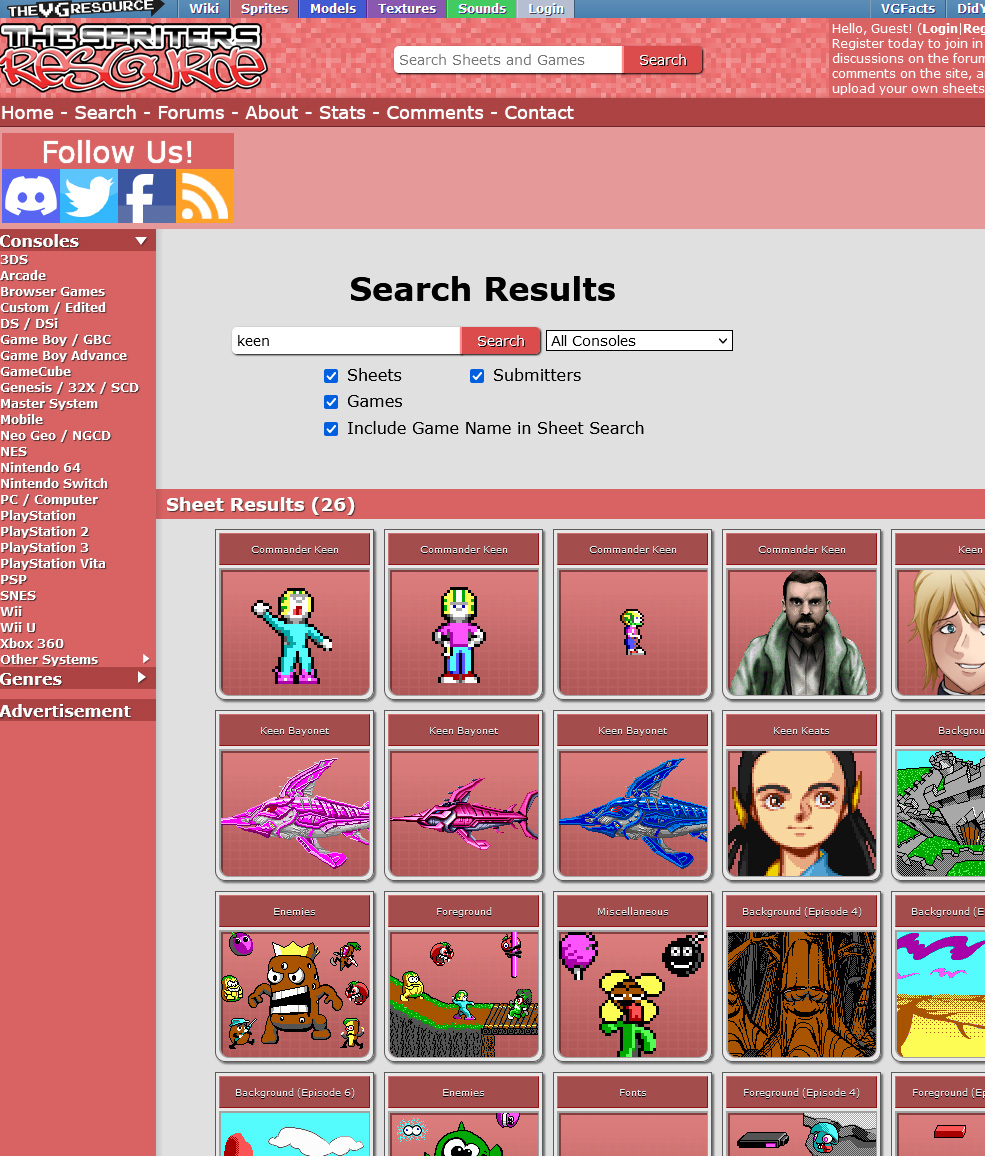 THE VG RESOURCE Wiki Sprites Models Textures Sounds Login VGFacts DidY
THE SPRITERS RESOURCE
Search Sheets and Games Search
Hello, Guest! (Login|Reg
Register today to join in
discussions on the forum
comments on the site, a
upload your own sheets
Home - Search - Forums - About - Stats - Comments - Contact
Follow Us!
Consoles
3DS
Arcade
Browser Games
Custom / Edited
DS / DSi
Game Boy / GBC
Game Boy Advance
GameCube
Genesis / 32X / SCD
Master System
Mobile
Neo Geo / NGCD
NES
Nintendo 64
Nintendo Switch
PC / Computer
PlayStation
PlayStation 2
PlayStation 3
PlayStation Vita
PSP
SNES
Wii
Wii U
Xbox 360
Other Systems
Genres
Advertisement
Search Results
keen Search All Consoles
Sheets Submitters
Games
Include Game Name in Sheet Search
Sheet Results (26)
Commander Keen Commander Keen Commander Keen Commander Keen Keen
Keen Bayonet Keen Bayonet Keen Bayonet Keen Keats Backgrou
Enemies Foreground Miscellaneous Background (Episode 4) Background (E
Background (Episode 6) Enemies Fonts Foreground (Episode 4) Foreground (Ep